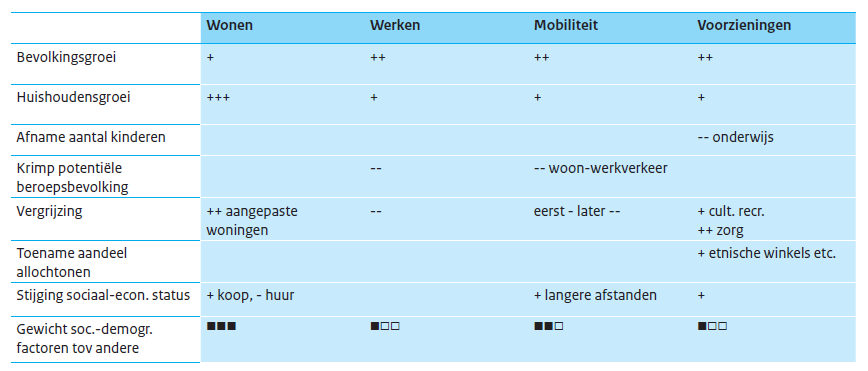 Wonen Werken Mobiliteit Voorzieningen
Bevolkingsgroei + ++ ++ ++
Huishoudensgroei +++ + + +
Afname aantal kinderen -- onderwijs
Krimp potentiële
beroepsbevolking -- -- woon-werkverkeer
Vergrijzing ++ aangepaste -- eerst - later -- + cult. recr.
woningen ++ zorg
Toename aandeel + etnische winkels etc.
allochtonen
Stijging sociaal-econ. status + koop, - huur + langere afstanden +
Gewicht soc.-demogr. ■■■ ■□□ ■■□ ■□□
factoren tov andere